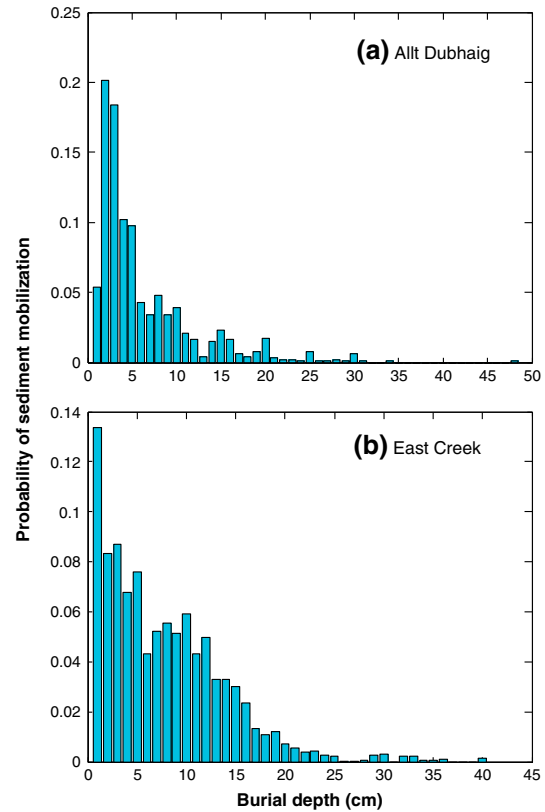 0.25
(a) Allt Dubhaig
0.2
0.15
0.1
0.05
0
0 5 10 15 20 25 30 35 40 45 50
Probability of sediment mobilization
0.14
(b) East Creek
0.12
0.1
0.08
0.06
0.04
0.02
0
0 5 10 15 20 25 30 35 40 45
Burial depth (cm)